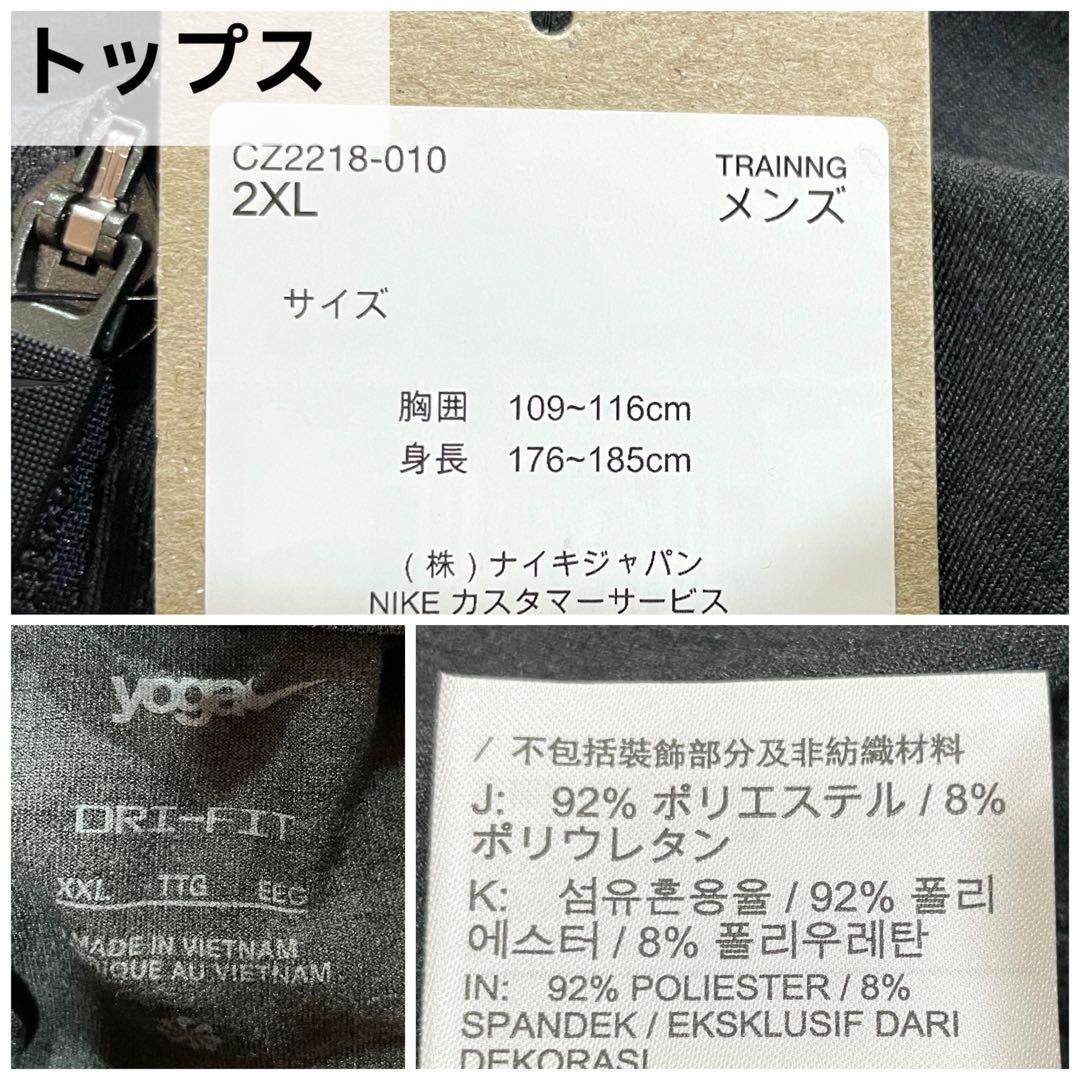 トップス
CZ2218-010
TRAINNG
2XL
メンズ
サイズ
胸囲 109~116cm
身長 176~185cm
(株)ナイキジャパン
NIKE カスタマーサービス
yoga
DRI-FIT
XXL TTG EEG
MADE IN VIETNAM
IQUE AU VIETNAM
/ 不包括裝飾部分及非紡織材料
J: 92% ポリエステル / 8%
ポリウレタン
K: 섬유혼용율 / 92% 폴리
에스터 / 8% 폴리우레탄
IN: 92% POLIESTER / 8%
SPANDEK / EKSKLUSIF DARI
DEKORASI